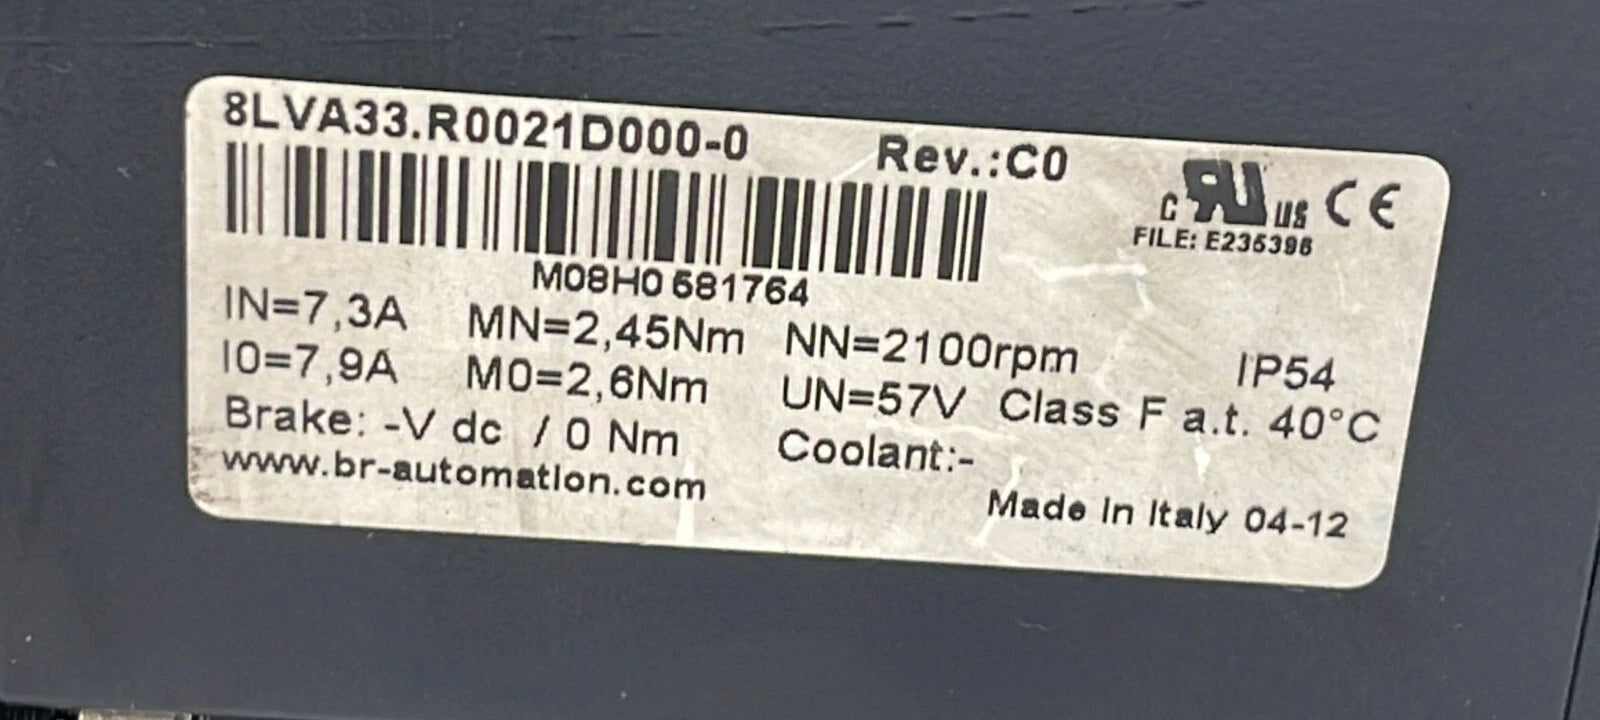 8LVA33.R0021D000-0 Rev.:C0
c RU us CE
FILE: E235396
M08H0 681764
IN=7,3A MN=2,45Nm NN=2100rpm IP54
I0=7,9A M0=2,6Nm UN=57V Class F a.t. 40°C
Brake: -V dc / 0 Nm Coolant:-
www.br-automation.com
Made in Italy 04-12